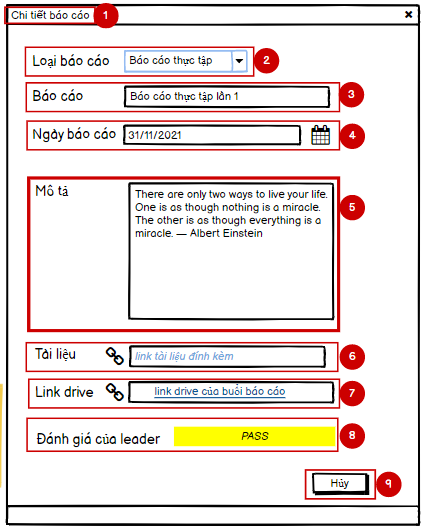 Chi tiết báo cáo 1
Loại báo cáo Báo cáo thực tập 2
Báo cáo Báo cáo thực tập lần 1 3
Ngày báo cáo 31/11/2021 4
Mô tả There are only two ways to live your life. 5
One is as though nothing is a miracle.
The other is as though everything is a
miracle. — Albert Einstein
Tài liệu link tài liệu đính kèm 6
Link drive link drive của buổi báo cáo 7
Đánh giá của leader PASS 8
Hủy 9